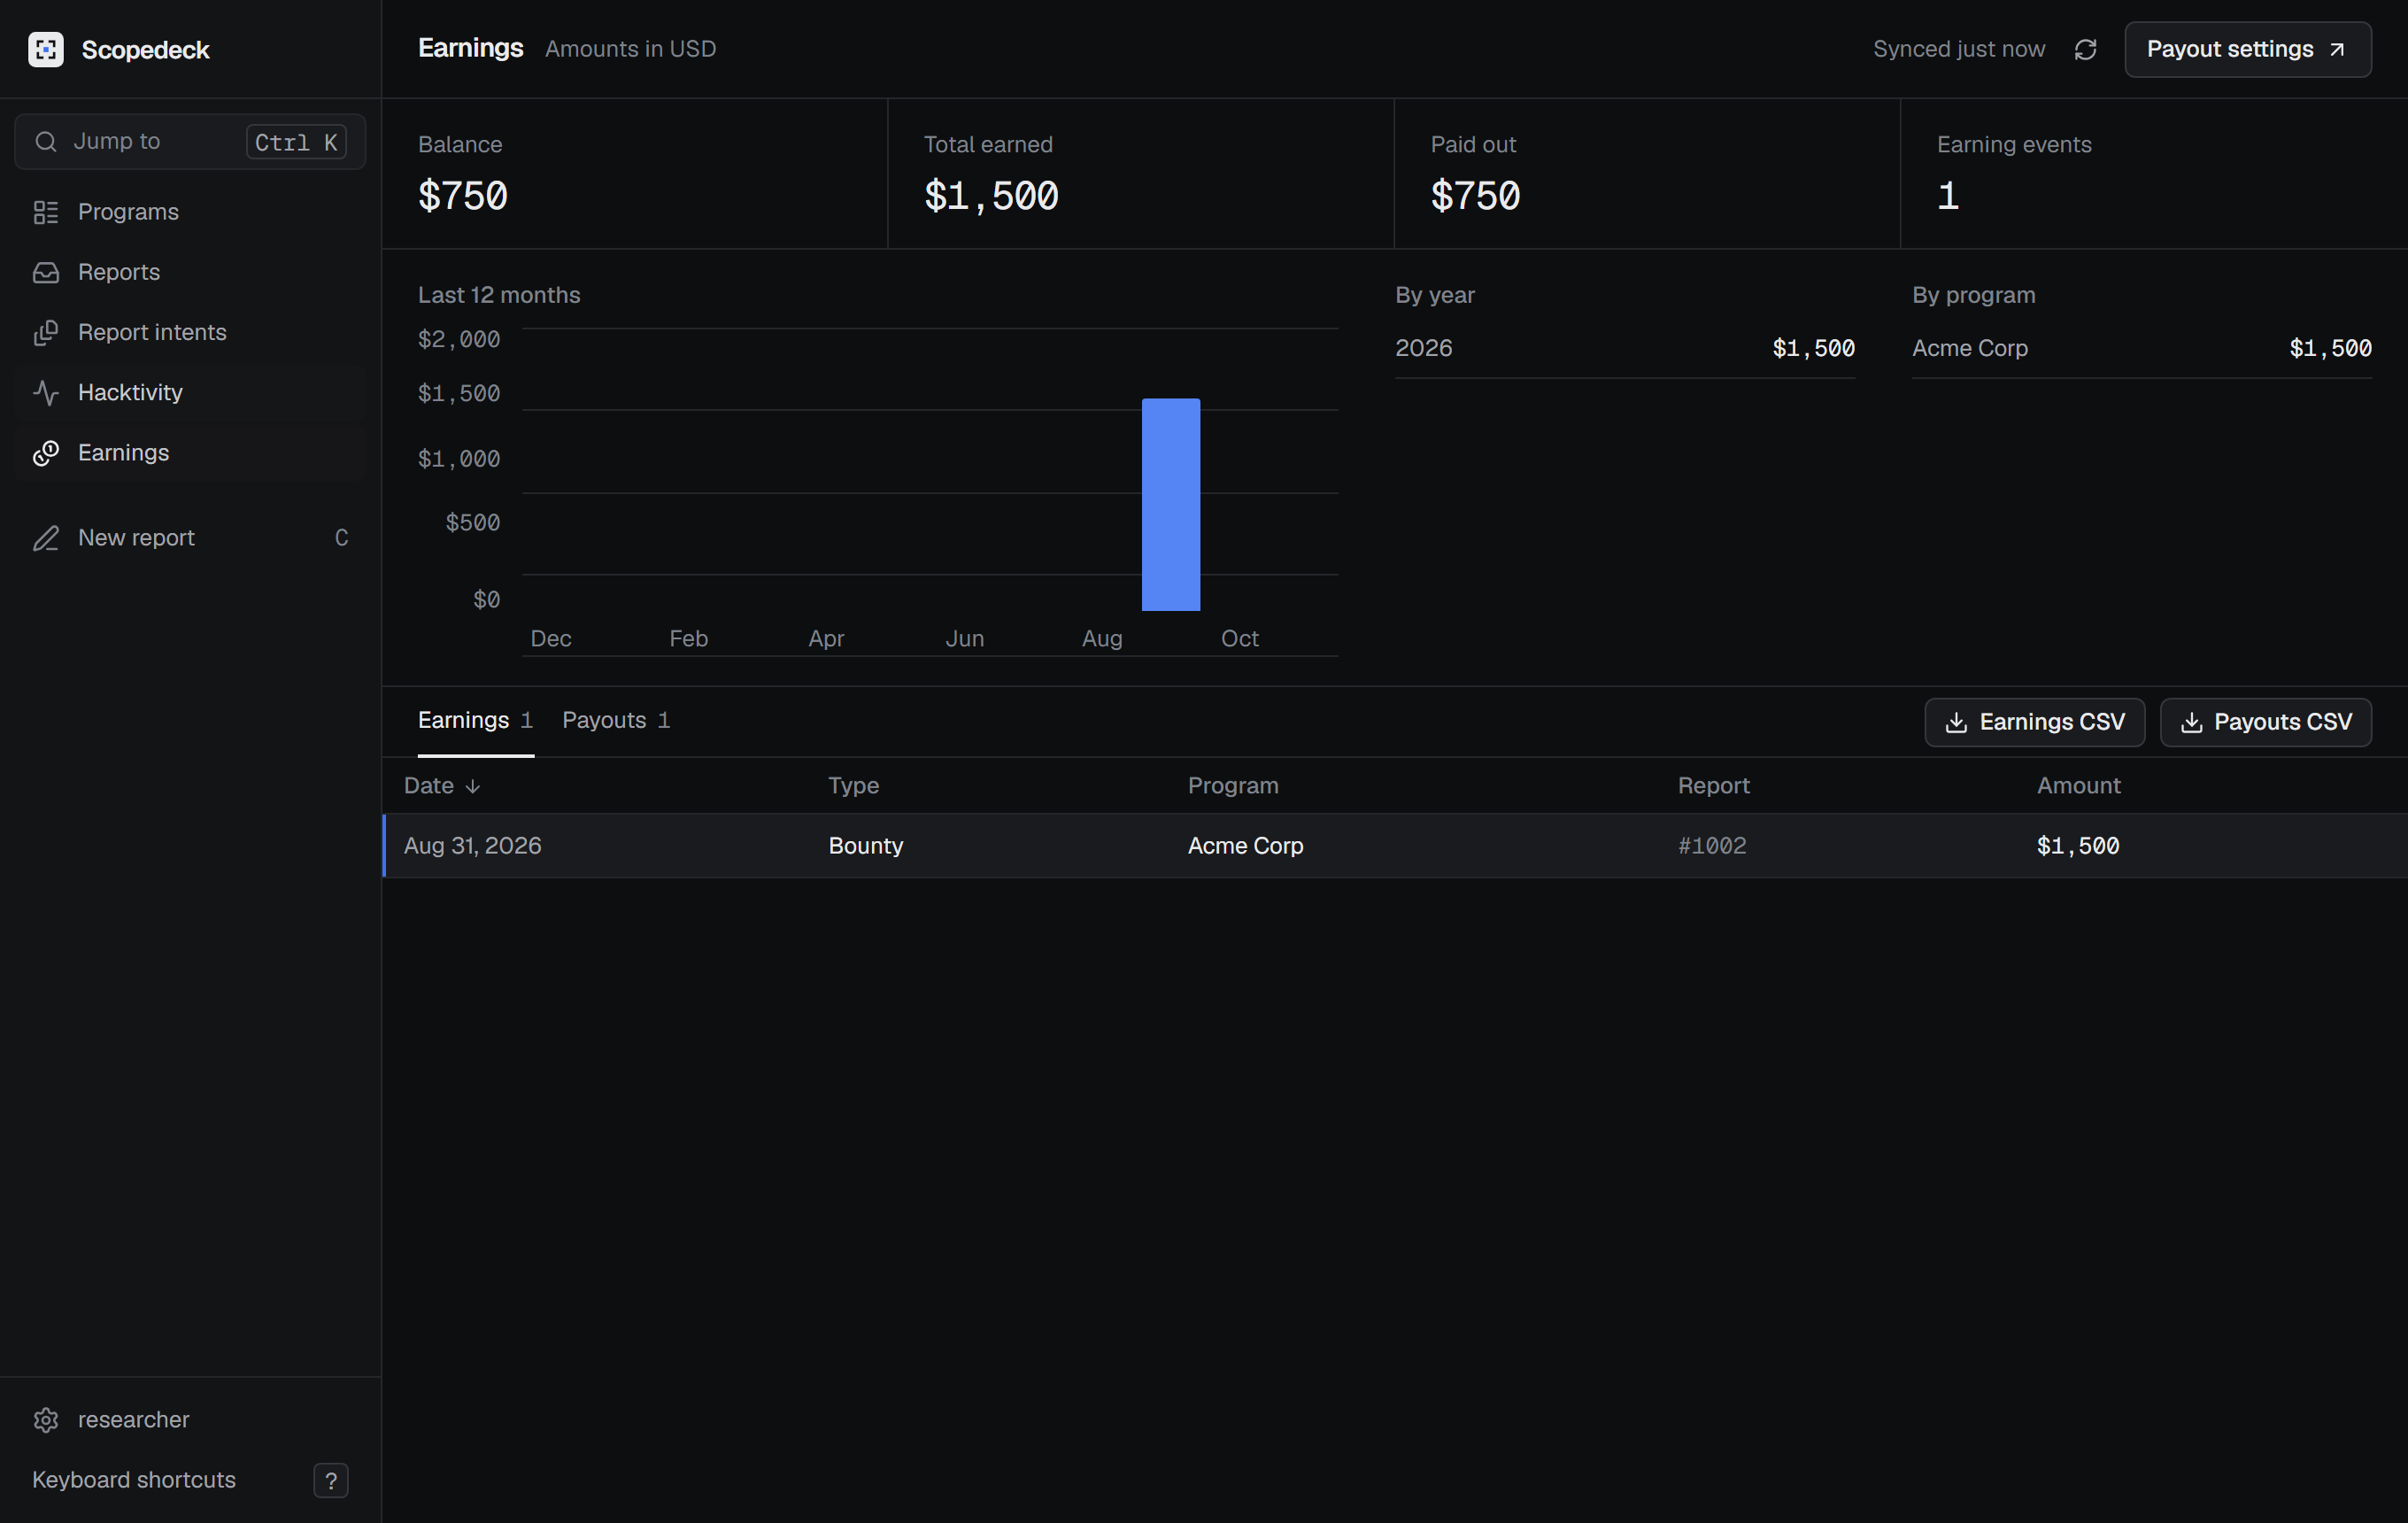 Scopedeck
Jump to Ctrl K
Programs
Reports
Report intents
Hacktivity
Earnings
New report C
researcher
Keyboard shortcuts ?
Earnings Amounts in USD
Synced just now
Payout settings
Balance
$750
Total earned
$1,500
Paid out
$750
Earning events
1
Last 12 months
$2,000
$1,500
$1,000
$500
$0
Dec Feb Apr Jun Aug Oct
By year
2026 $1,500
By program
Acme Corp $1,500
Earnings 1 Payouts 1
Earnings CSV Payouts CSV
Date Type Program Report Amount
Aug 31, 2026 Bounty Acme Corp #1002 $1,500